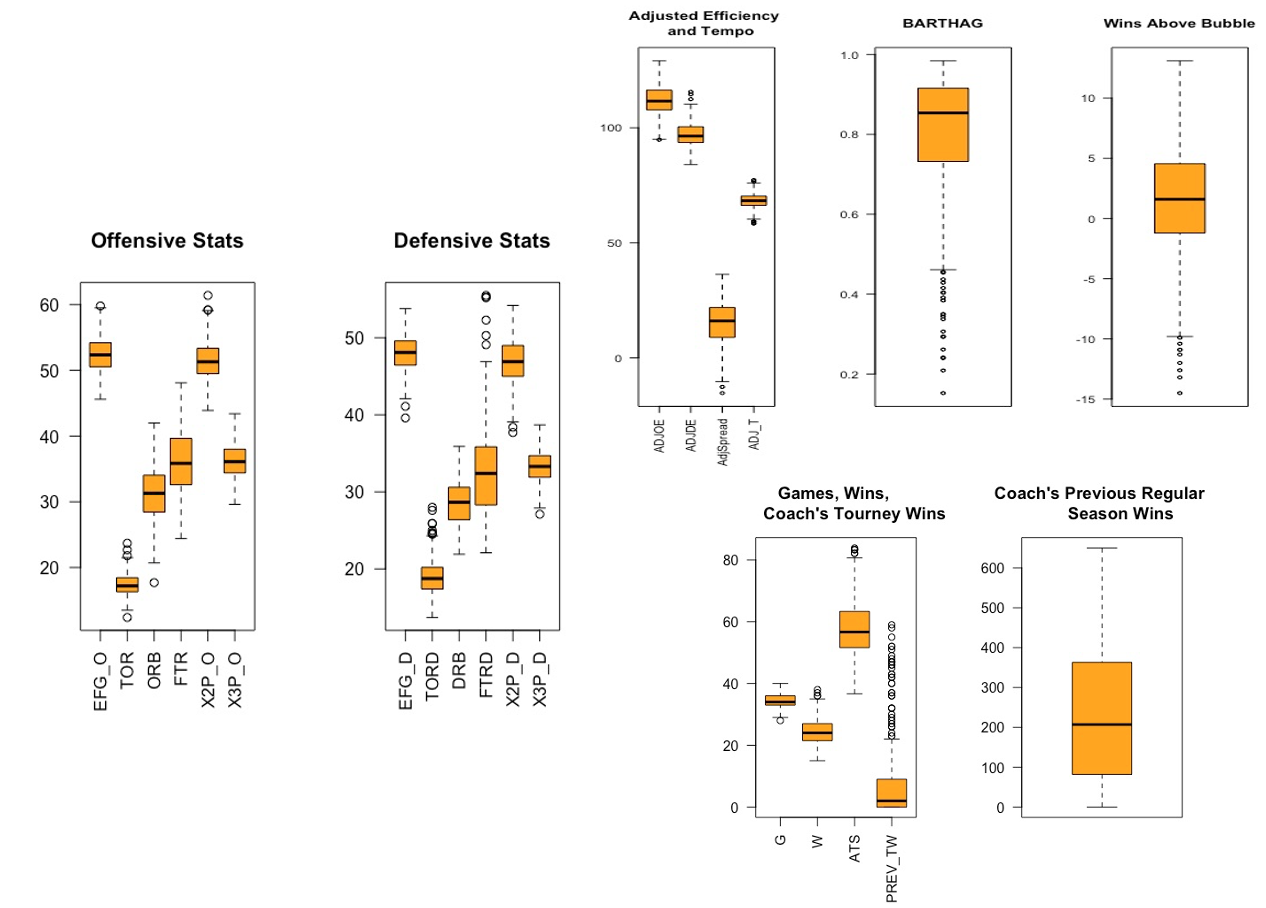 Offensive Stats
60
50
40
30
20
EFG_O
TOR
ORB
FTR
X2P_O
X3P_O
Defensive Stats
50
40
30
20
EFG_D
TORD
DRB
FTRD
X2P_D
X3P_D
Adjusted Efficiency
and Tempo
100
50
0
ADJOE
ADJDE
AdjSpread
ADJ_T
BARTHAG
1.0
0.8
0.6
0.4
0.2
Wins Above Bubble
10
5
0
-5
-10
-15
Games, Wins,
Coach's Tourney Wins
80
60
40
20
0
G
W
ATS
PREV_TW
Coach's Previous Regular
Season Wins
600
500
400
300
200
100
0